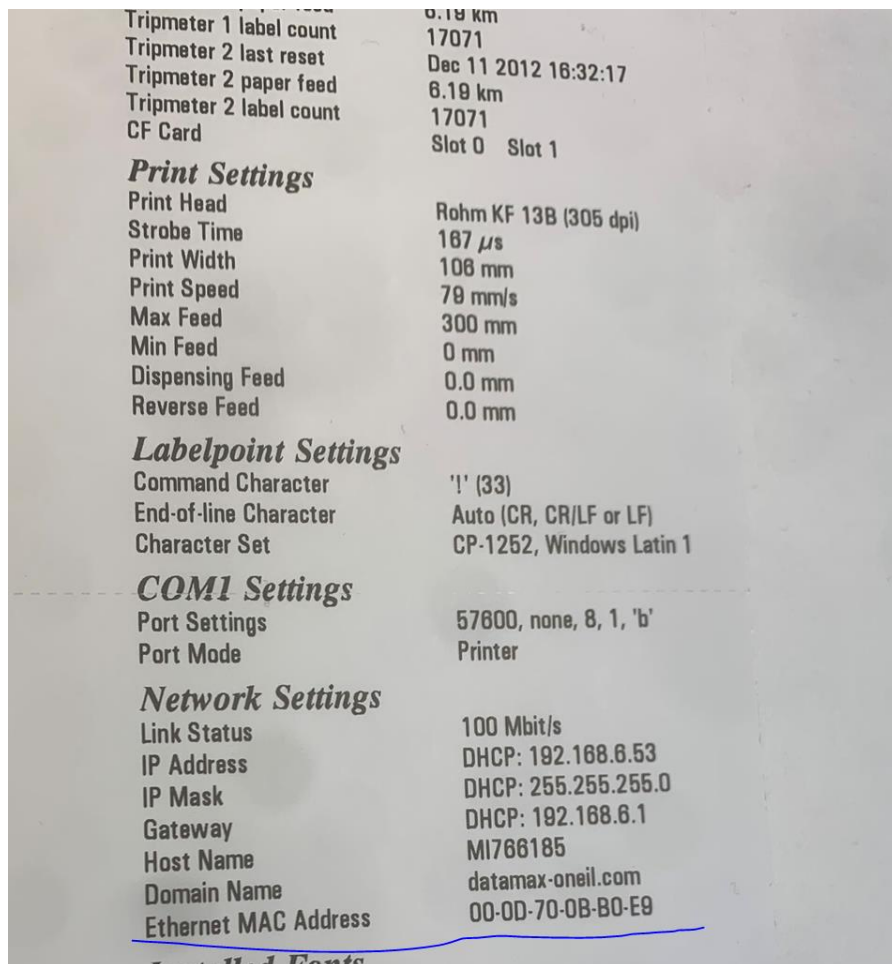 paper feed 6.19 km
Tripmeter 1 label count 17071
Tripmeter 2 last reset Dec 11 2012 16:32:17
Tripmeter 2 paper feed 6.19 km
Tripmeter 2 label count 17071
CF Card Slot 0 Slot 1
Print Settings
Print Head Rohm KF 13B (305 dpi)
Strobe Time 167 µs
Print Width 106 mm
Print Speed 79 mm/s
Max Feed 300 mm
Min Feed 0 mm
Dispensing Feed 0.0 mm
Reverse Feed 0.0 mm
Labelpoint Settings
Command Character '!' (33)
End-of-line Character Auto (CR, CR/LF or LF)
Character Set CP-1252, Windows Latin 1
COM1 Settings
Port Settings 57600, none, 8, 1, 'b'
Port Mode Printer
Network Settings
Link Status 100 Mbit/s
IP Address DHCP: 192.168.6.53
IP Mask DHCP: 255.255.255.0
Gateway DHCP: 192.168.6.1
Host Name MI766185
Domain Name datamax-oneil.com
Ethernet MAC Address 00-0D-70-0B-B0-E9
Installed Fonts